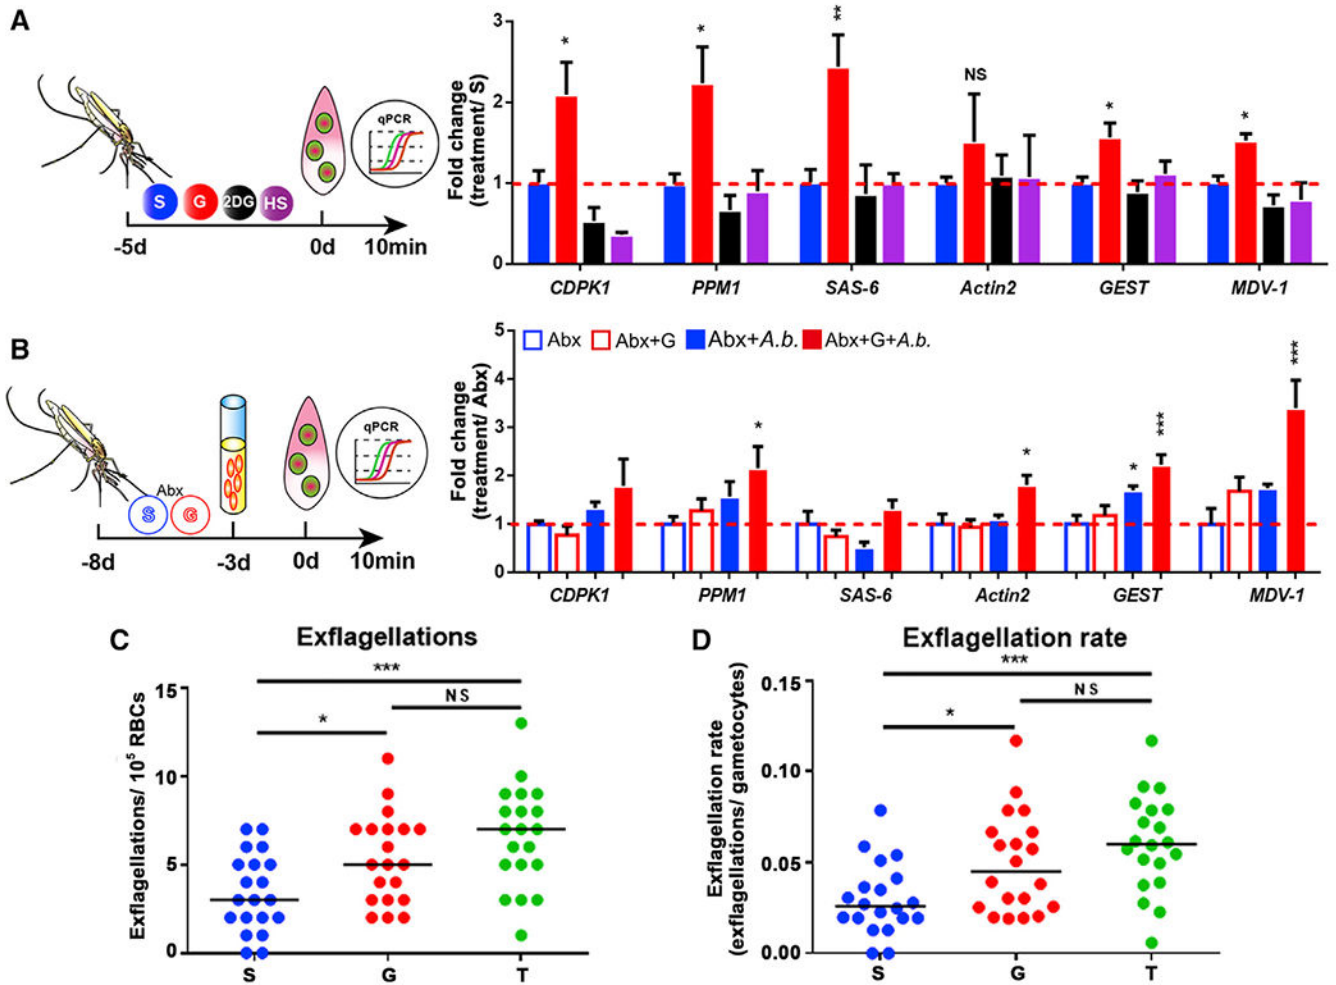 A
S G 2DG HS
qPCR
-5d 0d 10min
Fold change
(treatment/ S)
3
2
1
0
* * ** NS * *
CDPK1 PPM1 SAS-6 Actin2 GEST MDV-1
B
Abx
S G
qPCR
-8d -3d 0d 10min
Fold change
(treatment/ Abx)
5
4
3
2
1
0
Abx Abx+G Abx+A.b. Abx+G+A.b.
* * * *** ***
CDPK1 PPM1 SAS-6 Actin2 GEST MDV-1
C
Exflagellations
***
NS
*
Exflagellations/ 10⁵ RBCs
15
10
5
0
S G T
D
Exflagellation rate
***
NS
*
Exflagellation rate
(exflagellations/ gametocytes)
0.15
0.10
0.05
0.00
S G T